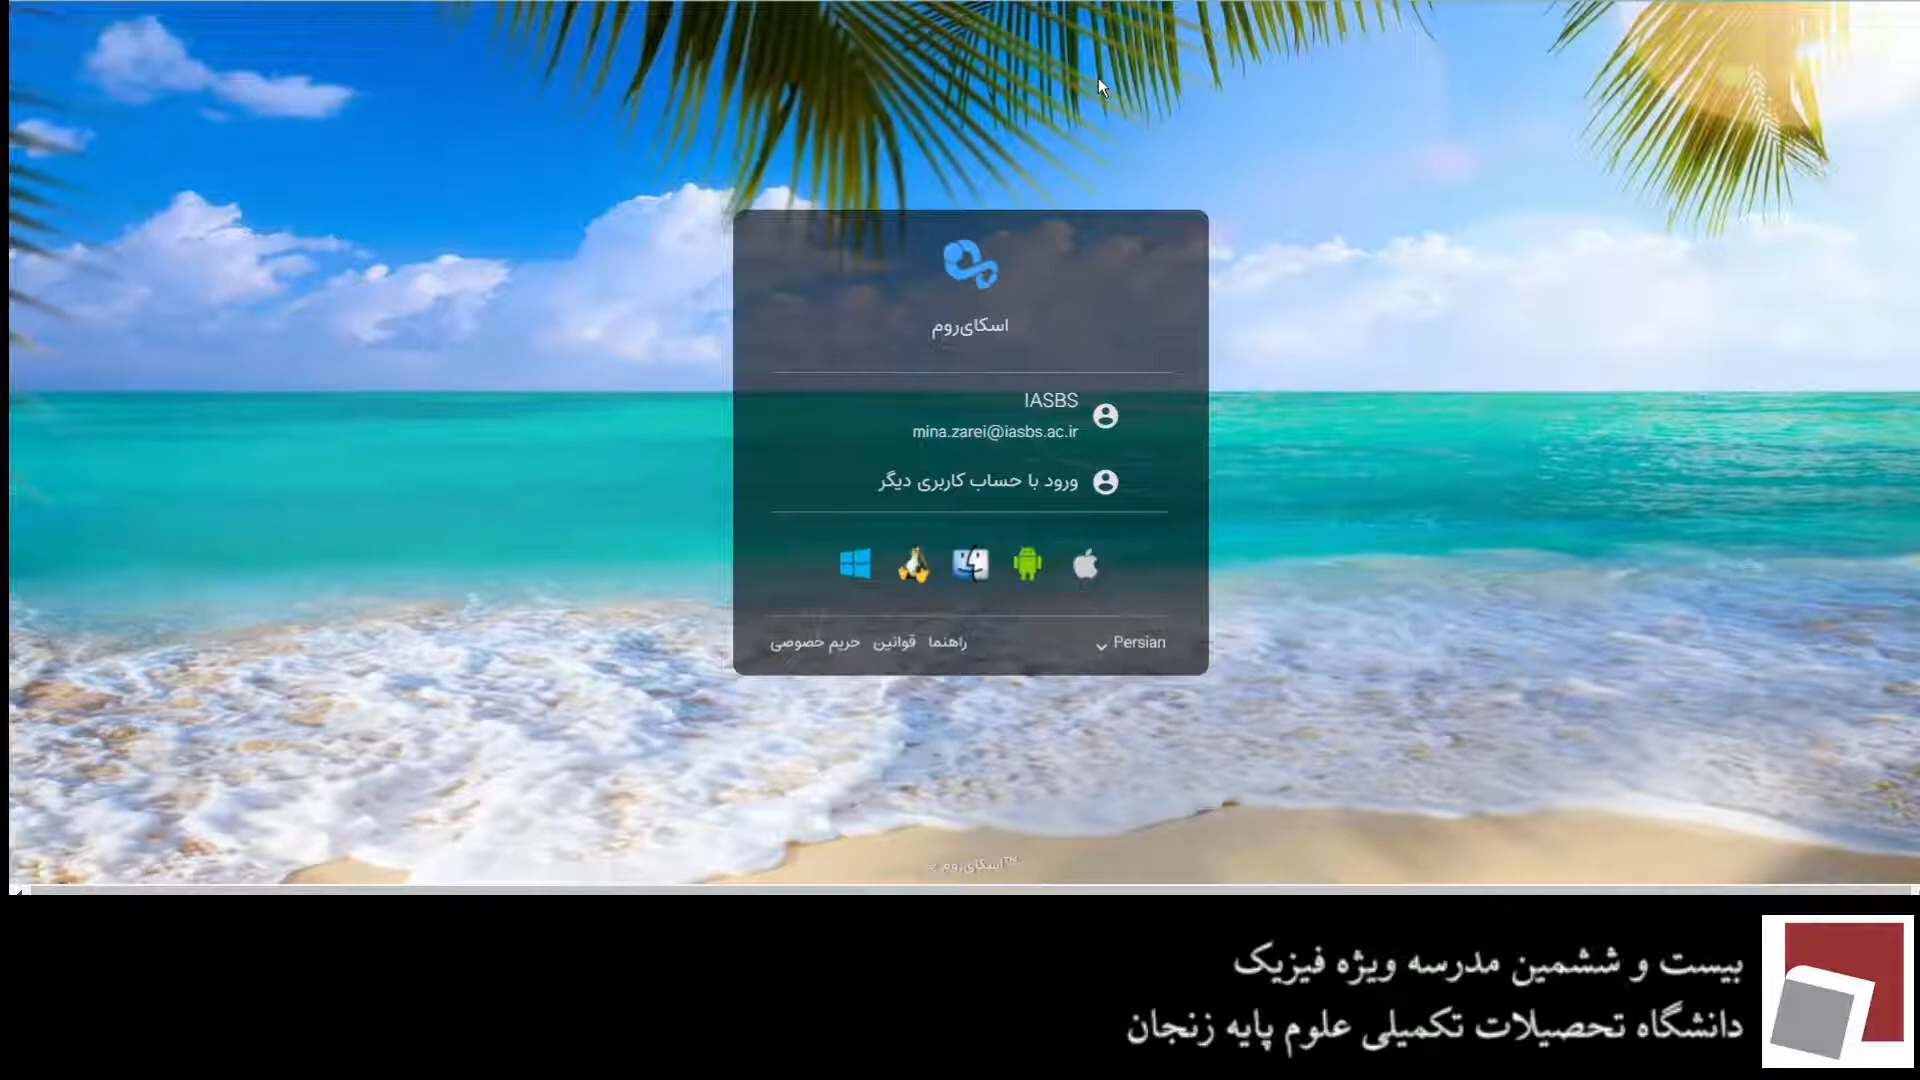 اسکای‌روم
IASBS
mina.zarei@iasbs.ac.ir
ورود با حساب کاربری دیگر
Persian
راهنما قوانین حریم خصوصی
اسکای‌روم™
بیست و ششمین مدرسه ویژه فیزیک
دانشگاه تحصیلات تکمیلی علوم پایه زنجان